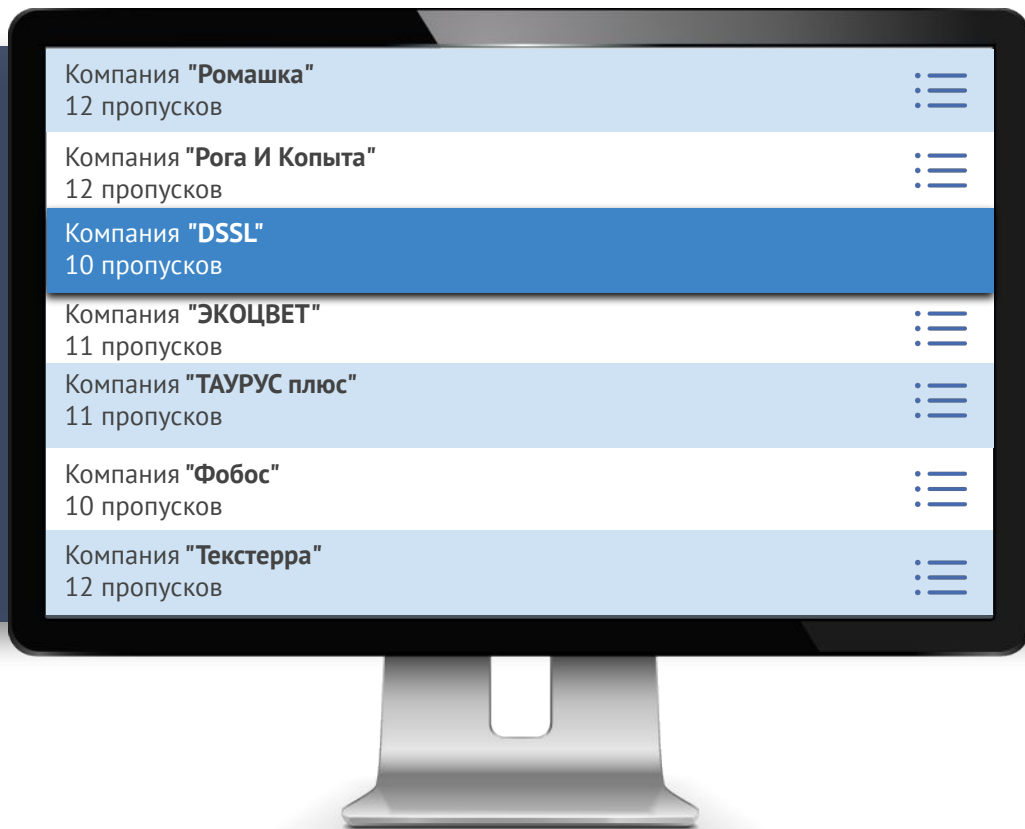 Компания "Ромашка"
12 пропусков
Компания "Рога И Копыта"
12 пропусков
Компания "DSSL"
10 пропусков
Компания "ЭКОЦВЕТ"
11 пропусков
Компания "ТАУРУС плюс"
11 пропусков
Компания "Фобос"
10 пропусков
Компания "Текстерра"
12 пропусков